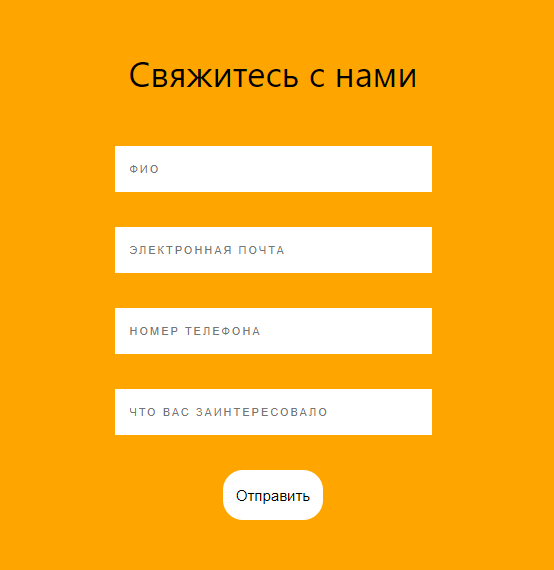 Свяжитесь с нами
ФИО
ЭЛЕКТРОННАЯ ПОЧТА
НОМЕР ТЕЛЕФОНА
ЧТО ВАС ЗАИНТЕРЕСОВАЛО
Отправить